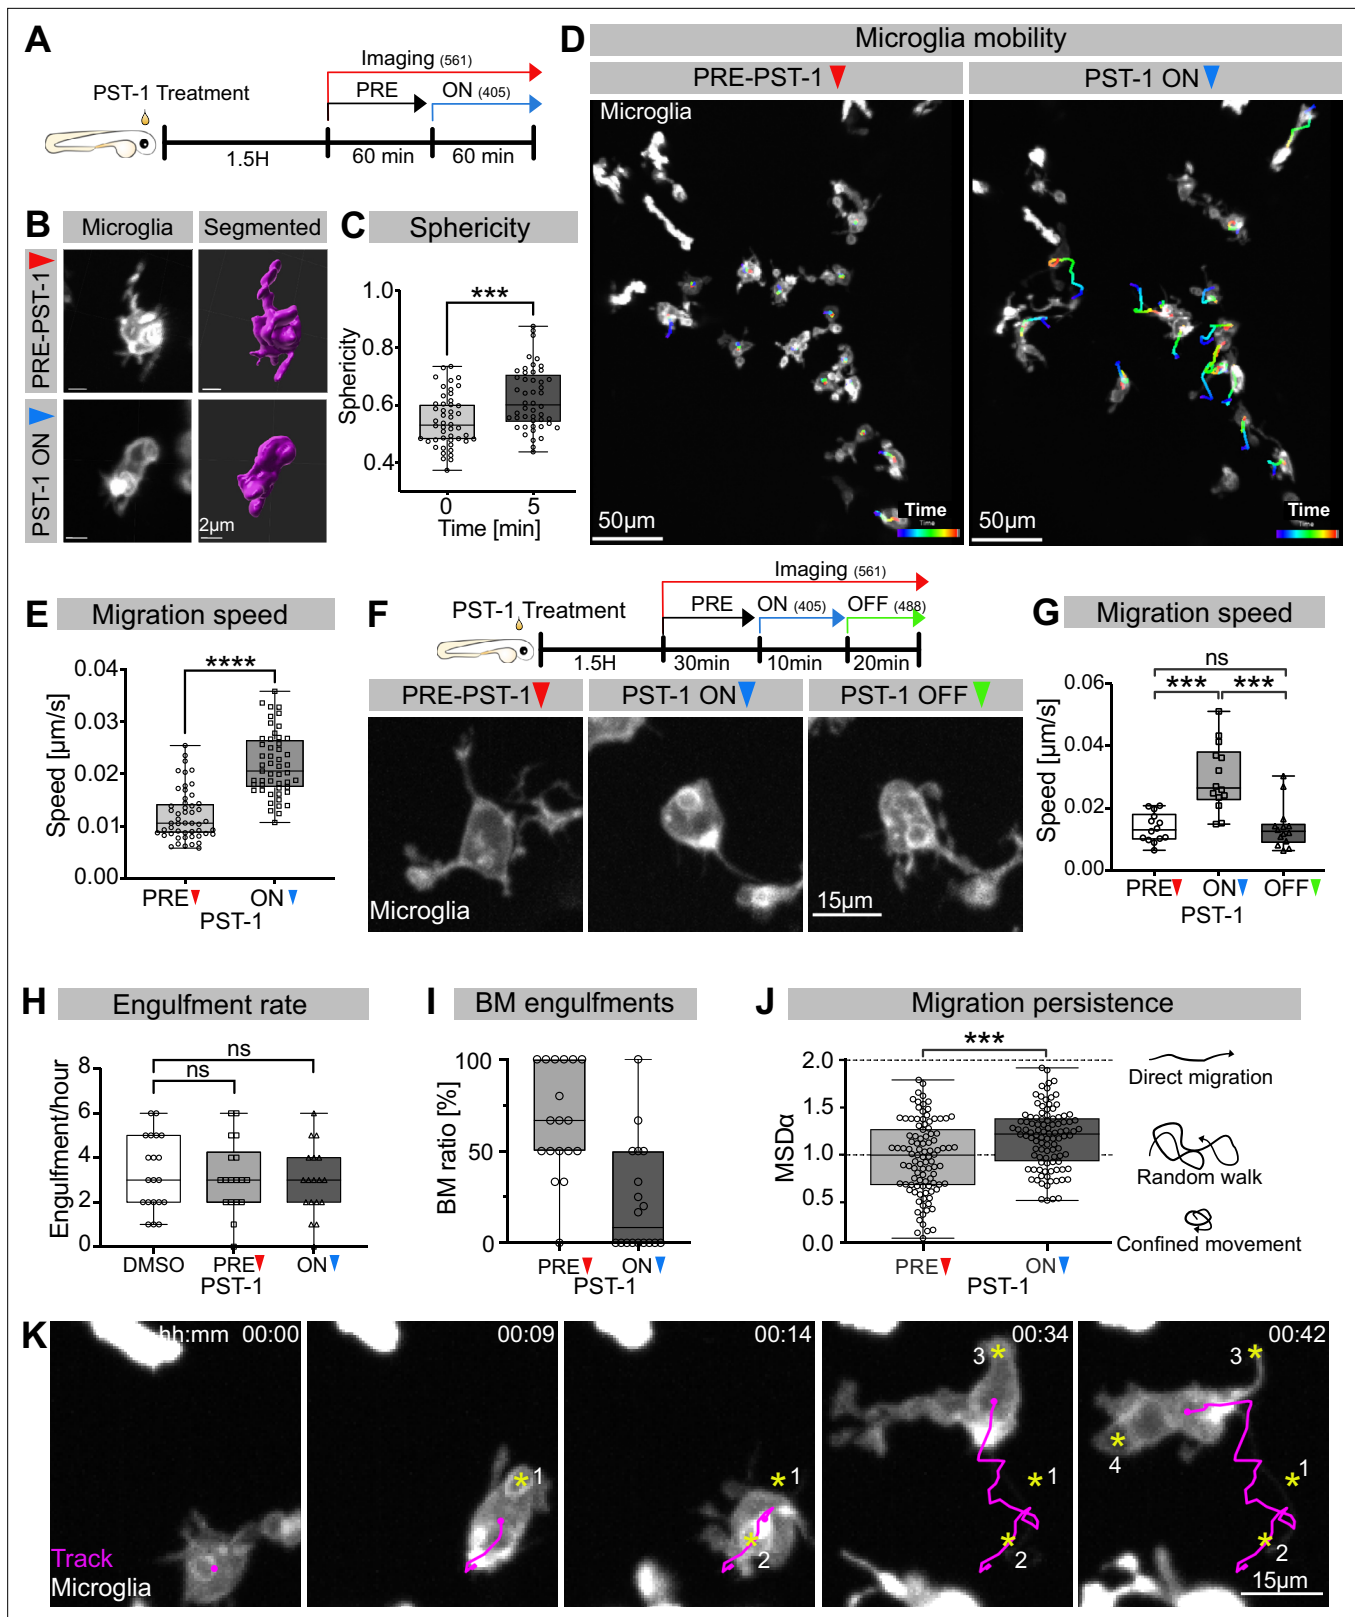 A
Imaging (561)
PST-1 Treatment
PRE
ON (405)
1.5H
60 min
60 min
B
Microglia
Segmented
PRE-PST-1
PST-1 ON
2µm
C
Sphericity
***
1.0
0.8
0.6
0.4
Sphericity
0
5
Time [min]
D
Microglia mobility
PRE-PST-1
PST-1 ON
Microglia
50µm
Time
Time
50µm
Time
Time
E
Migration speed
****
0.04
0.03
0.02
0.01
0.00
Speed [µm/s]
PRE
ON
PST-1
F
Imaging (561)
PST-1 Treatment
PRE
ON (405)
OFF (488)
1.5H
30min
10min
20min
PRE-PST-1
PST-1 ON
PST-1 OFF
Microglia
15µm
G
Migration speed
ns
***
***
0.06
0.04
0.02
0.00
Speed [µm/s]
PRE
ON
OFF
PST-1
H
Engulfment rate
ns
ns
8
6
4
2
0
Engulfment/hour
DMSO
PRE
ON
PST-1
I
BM engulfments
100
50
0
BM ratio [%]
PRE
ON
PST-1
J
Migration persistence
***
2.0
1.0
0.5
0.0
MSDα
PRE
ON
PST-1
Direct migration
Random walk
Confined movement
K
hh:mm 00:00
Track
Microglia
00:09
* 1
00:14
* 1
* 2
00:34
3 *
* 1
* 2
00:42
3 *
* 4
* 1
* 2
15µm